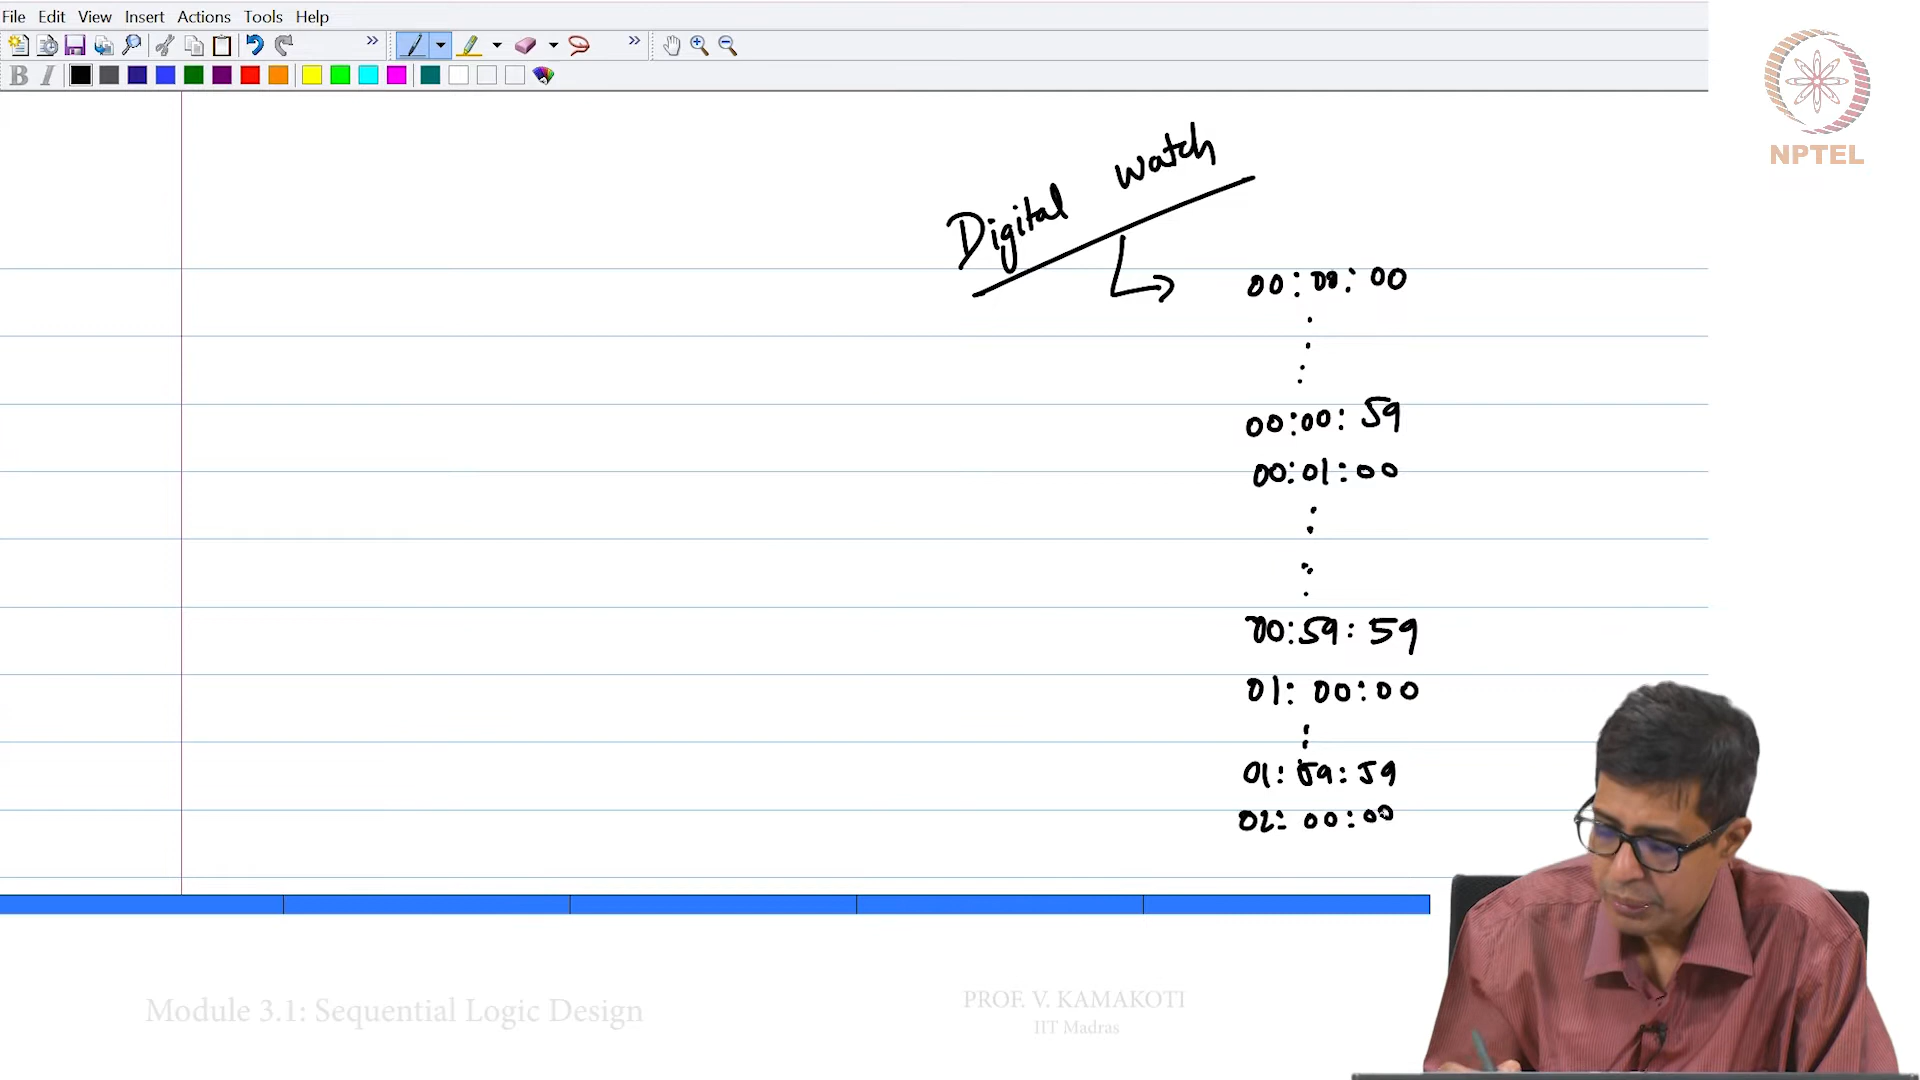 File Edit View Insert Actions Tools Help
B I
NPTEL
Digital Watch
00:00:00
00:00:59
00:01:00
00:59:59
01:00:00
01:59:59
02:00:00
Module 3.1: Sequential Logic Design
PROF. V. KAMAKOTI
IIT Madras